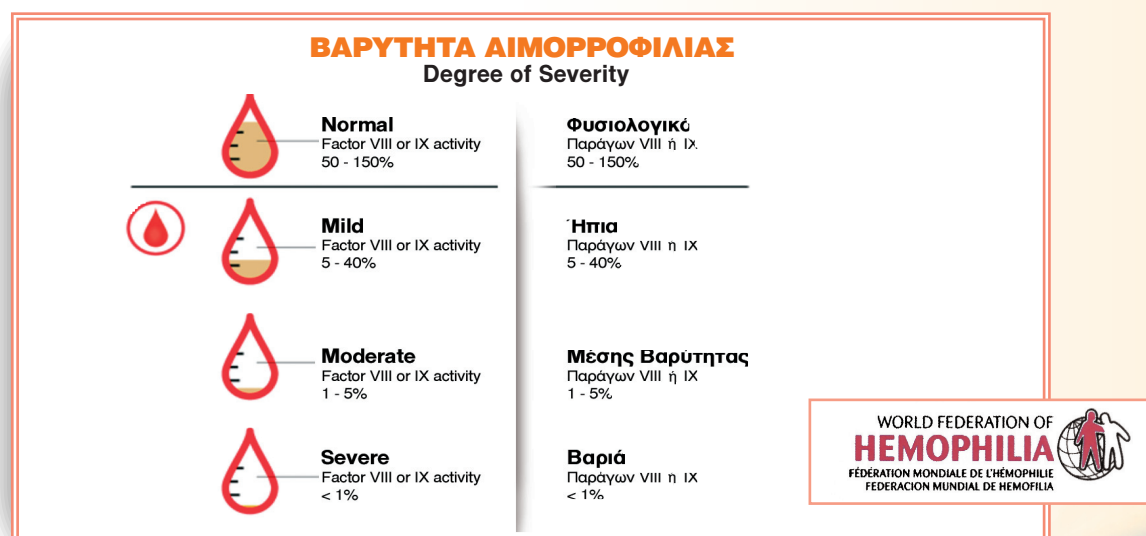 ΒΑΡΥΤΗΤΑ ΑΙΜΟΡΡΟΦΙΛΙΑΣ
Degree of Severity
Normal
Factor VIII or IX activity
50 - 150%
Φυσιολογικό
Παράγων VIII ή IX
50 - 150%
Mild
Factor VIII or IX activity
5 - 40%
Ήπια
Παράγων VIII ή IX
5 - 40%
Moderate
Factor VIII or IX activity
1 - 5%
Μέσης Βαρύτητας
Παράγων VIII ή IX
1 - 5%
Severe
Factor VIII or IX activity
< 1%
Βαριά
Παράγων VIII ή IX
< 1%
WORLD FEDERATION OF
HEMOPHILIA
FÉDÉRATION MONDIALE DE L'HÉMOPHILIE
FEDERACION MUNDIAL DE HEMOFILIA